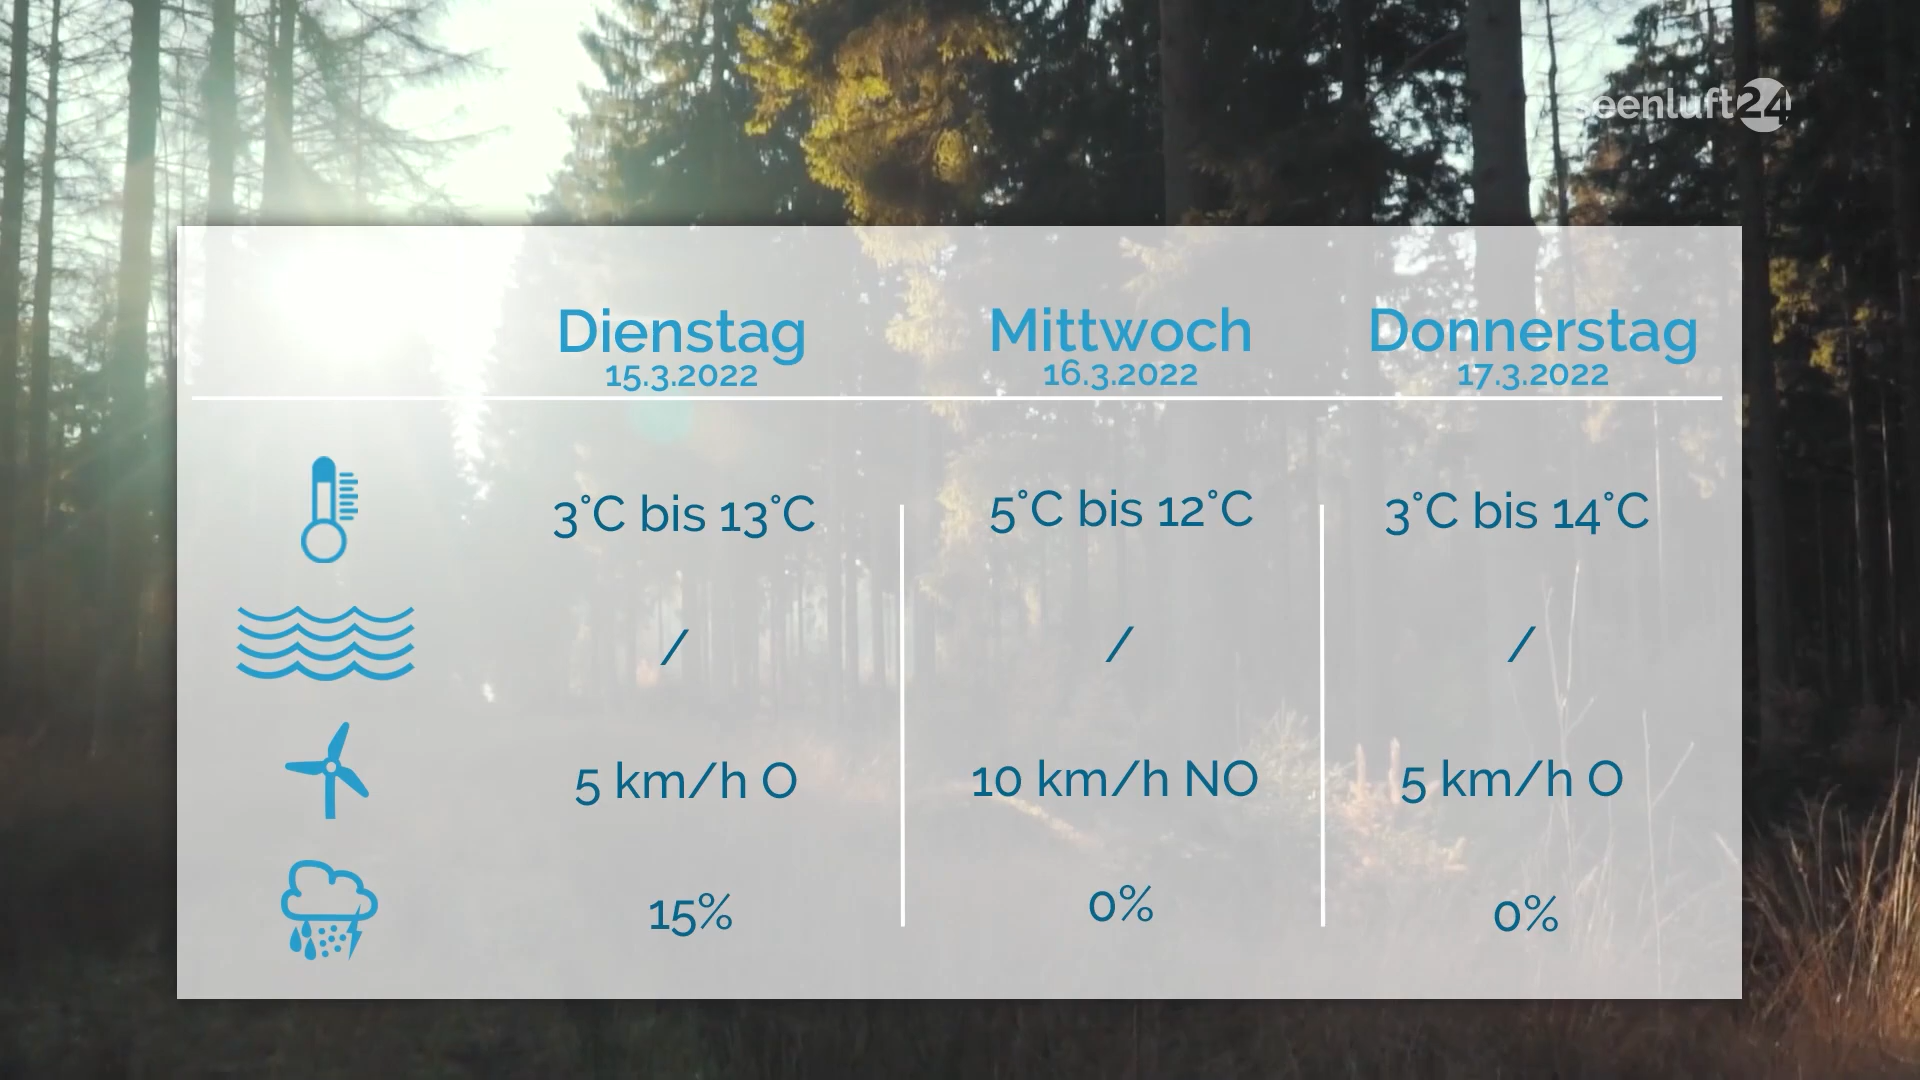 seenluft24
Dienstag Mittwoch Donnerstag
15.3.2022 16.3.2022 17.3.2022
3°C bis 13°C 5°C bis 12°C 3°C bis 14°C
/ / /
5 km/h O 10 km/h NO 5 km/h O
15% 0% 0%